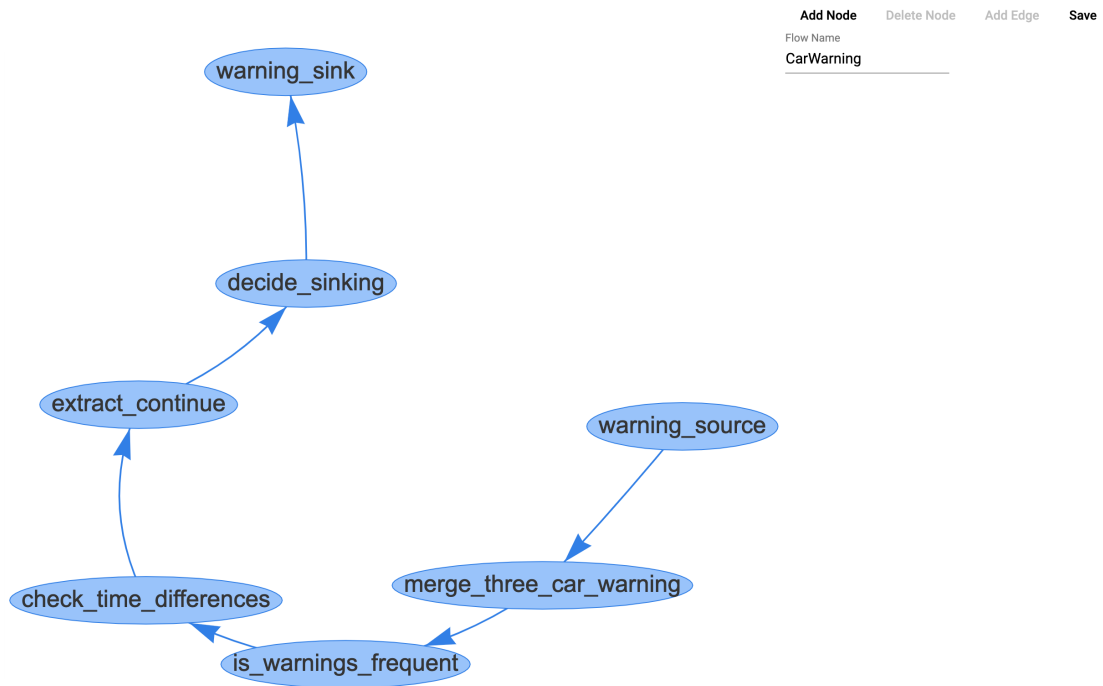 Add Node Delete Node Add Edge Save
Flow Name
CarWarning
warning_sink
decide_sinking
extract_continue
warning_source
merge_three_car_warning
check_time_differences
is_warnings_frequent